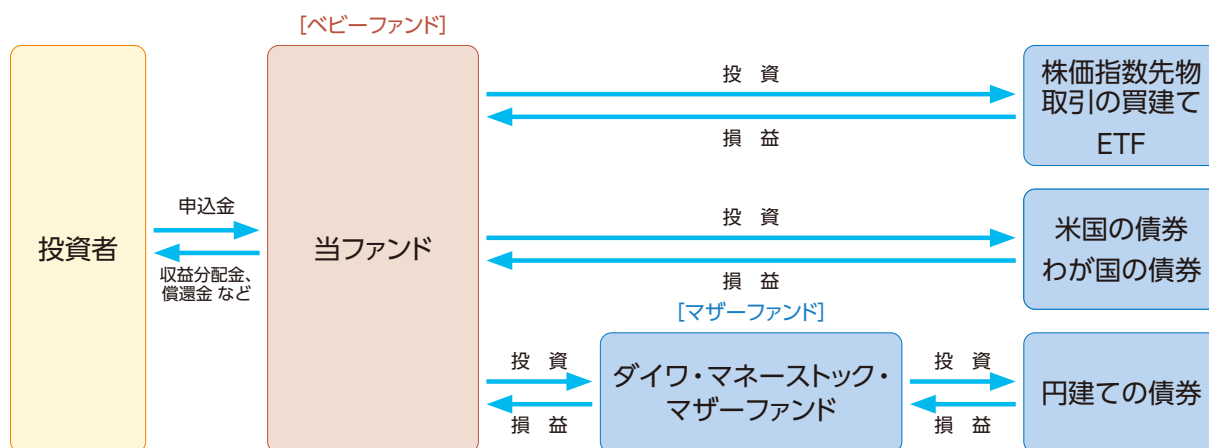 [ベビーファンド]
投資者
申込金
収益分配金、
償還金 など
当ファンド
投 資
損 益
株価指数先物
取引の買建て
ETF
投 資
損 益
米国の債券
わが国の債券
[マザーファンド]
投 資
損 益
ダイワ・マネーストック・
マザーファンド
投 資
損 益
円建ての債券